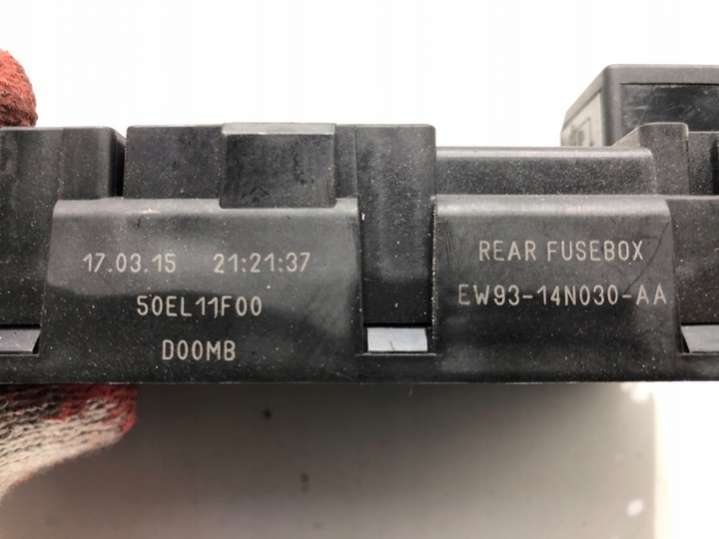 17.03.15 21:21:37
50EL11F00
D00MB
REAR FUSEBOX
EW93-14N030-AA